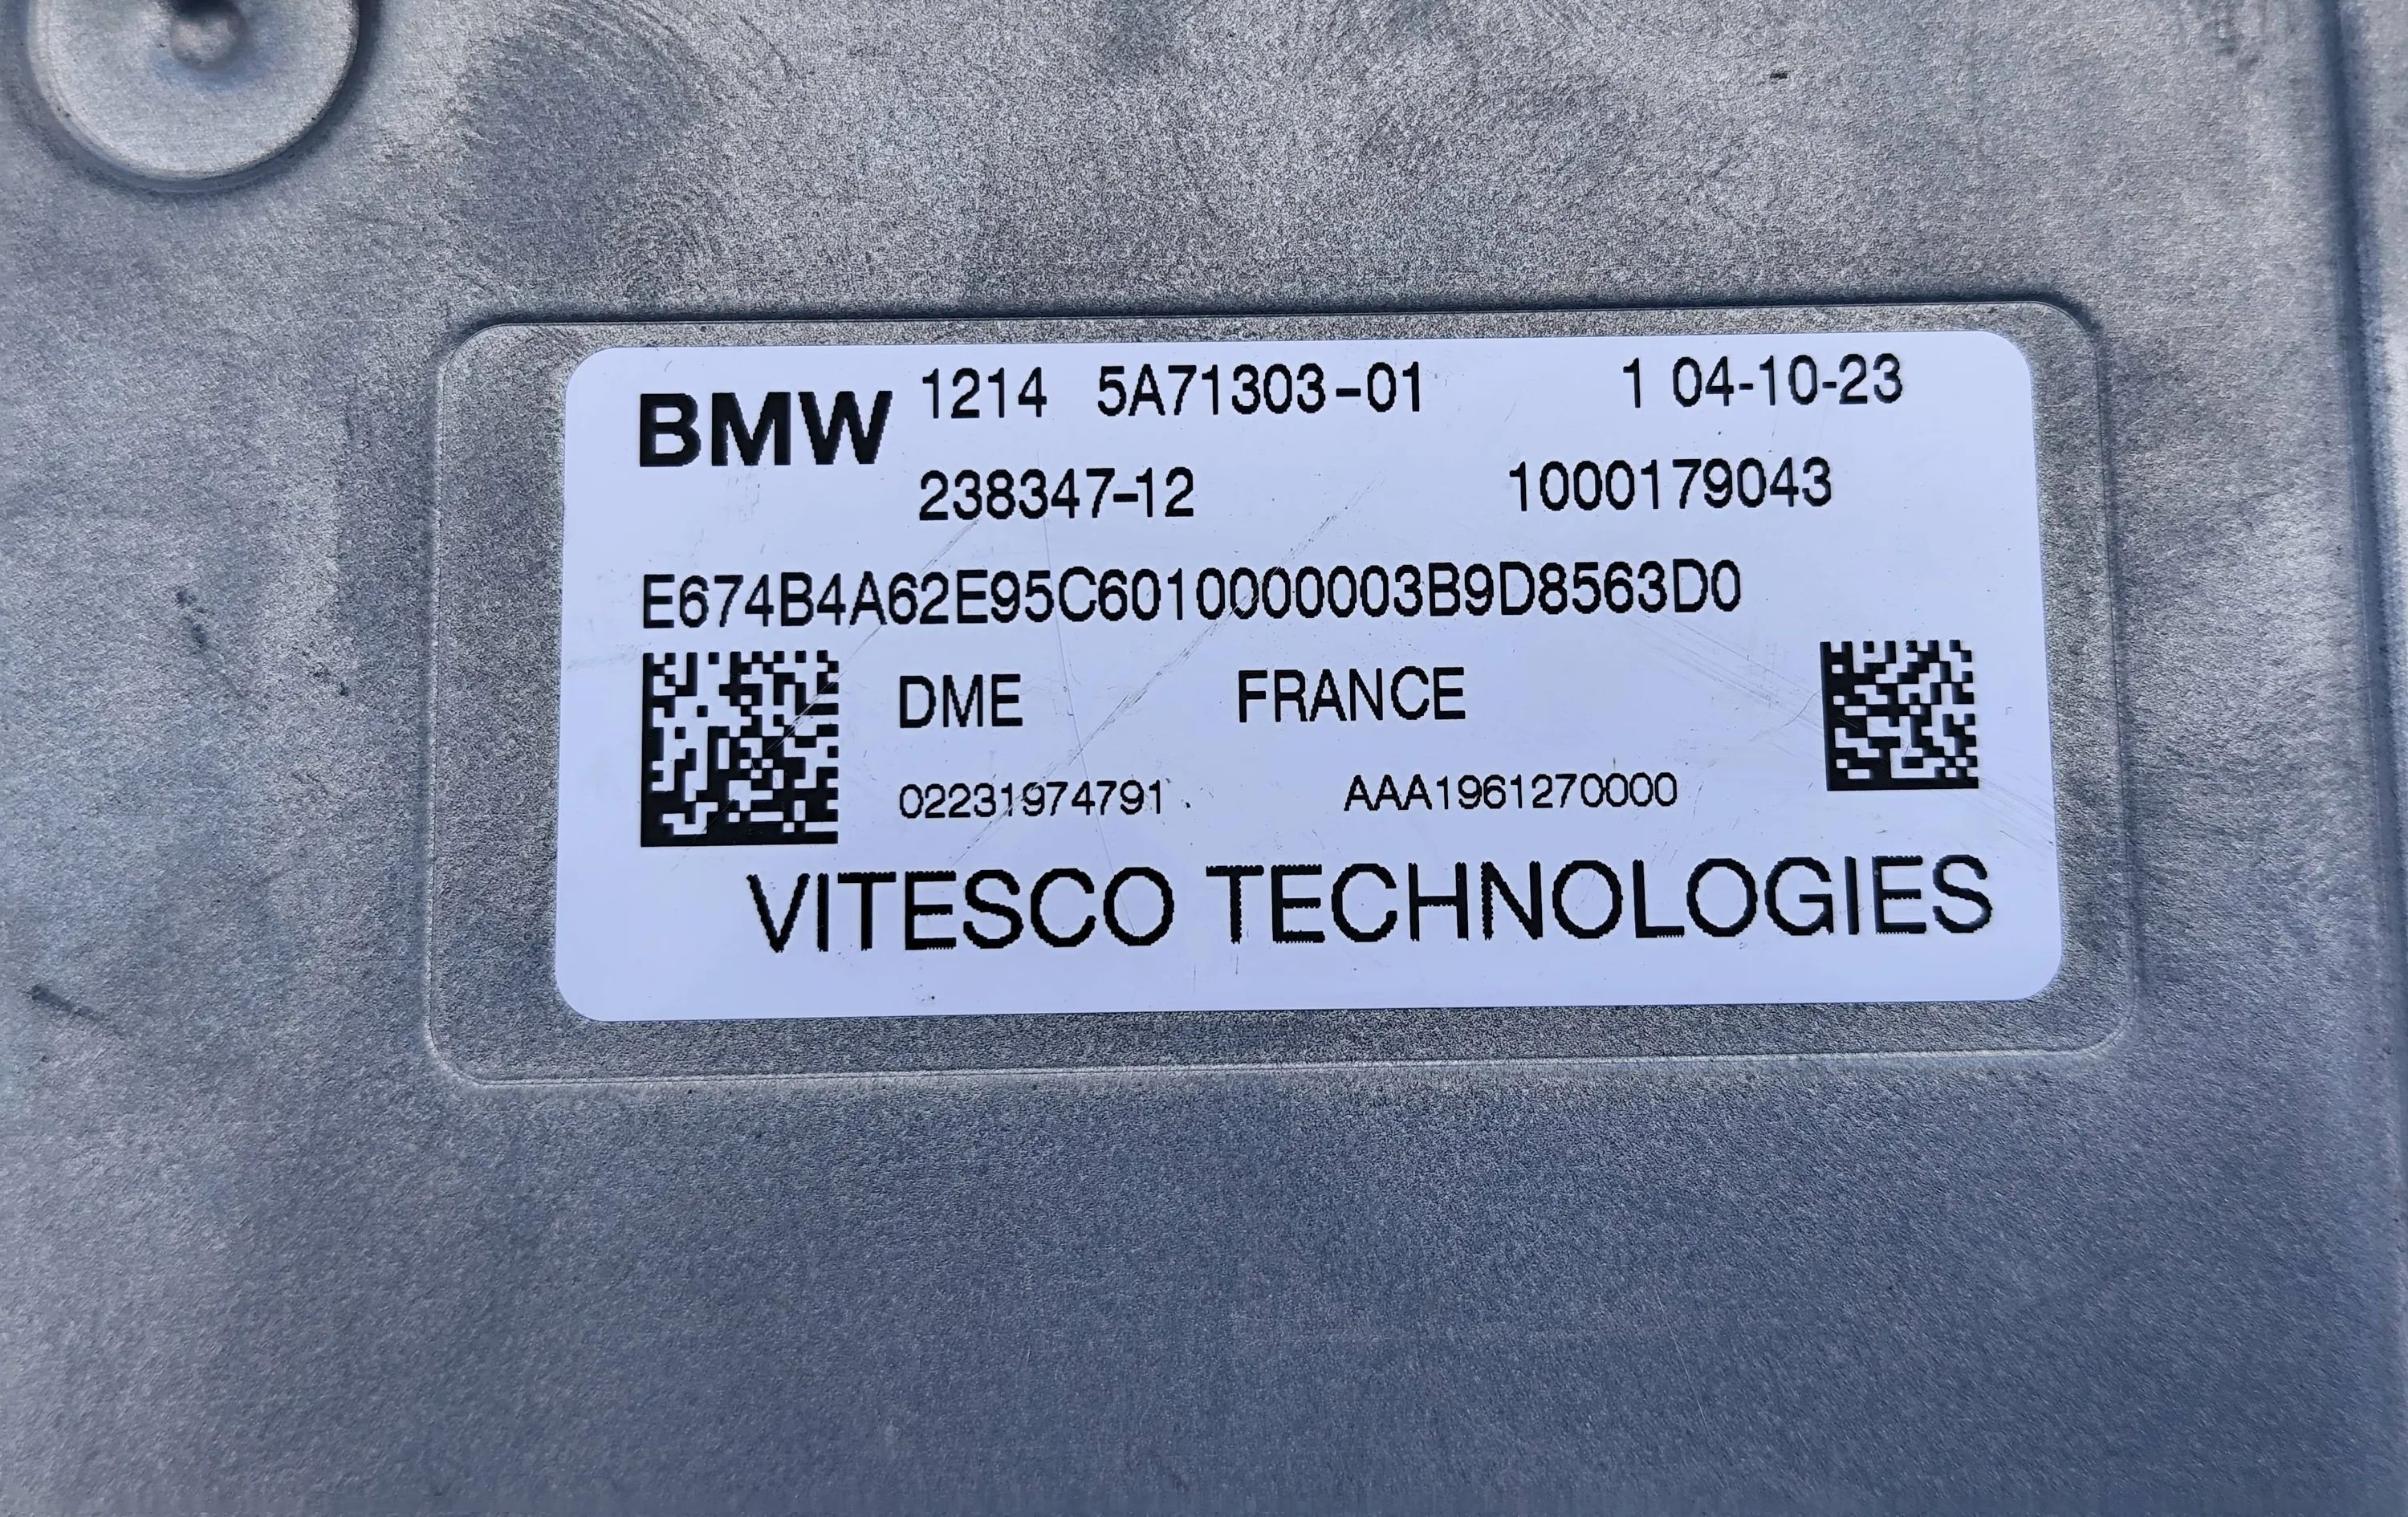 BMW 1214 5A71303-01 1 04-10-23
238347-12 1000179043
E674B4A62E95C6010000003B9D8563D0
DME FRANCE
02231974791 AAA1961270000
VITESCO TECHNOLOGIES